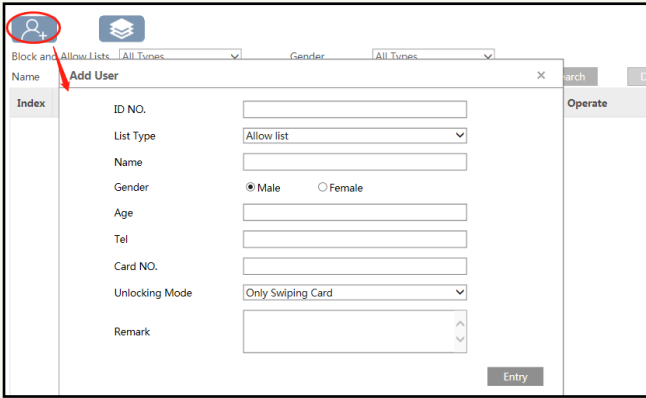 Block and Allow Lists All Types Gender All Types
Name
Add User ×
Index
Operate
ID NO.
List Type Allow list
Name
Gender Male Female
Age
Tel
Card NO.
Unlocking Mode Only Swiping Card
Remark
Entry